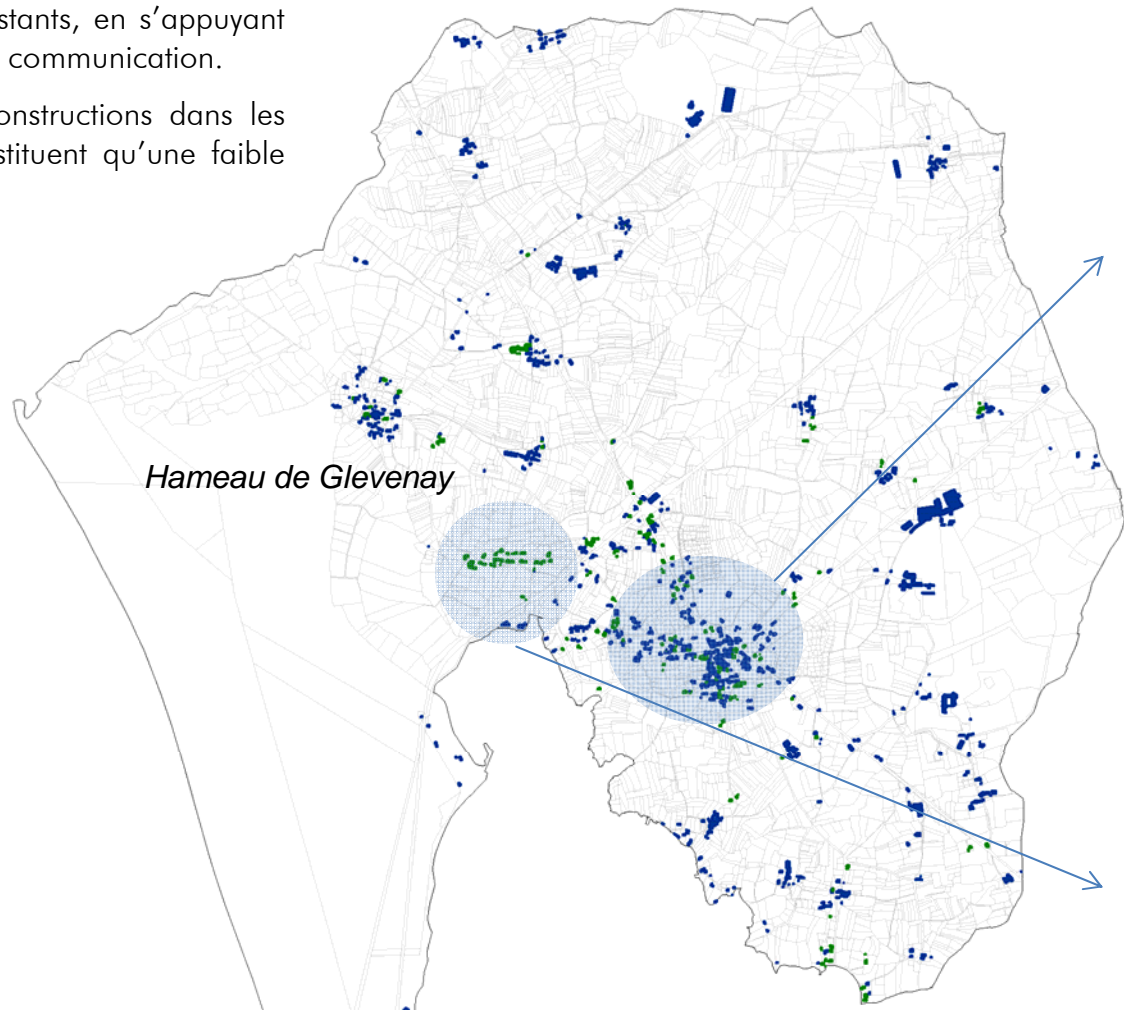 stants, en s'appuyant
communication.
onstructions dans les
stituent qu'une faible
Hameau de Glevenay